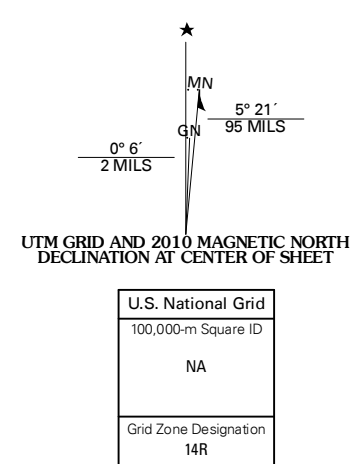 MN
5° 21´
95 MILS
GN
0° 6´
2 MILS
UTM GRID AND 2010 MAGNETIC NORTH
DECLINATION AT CENTER OF SHEET
U.S. National Grid
100,000-m Square ID
NA
Grid Zone Designation
14R